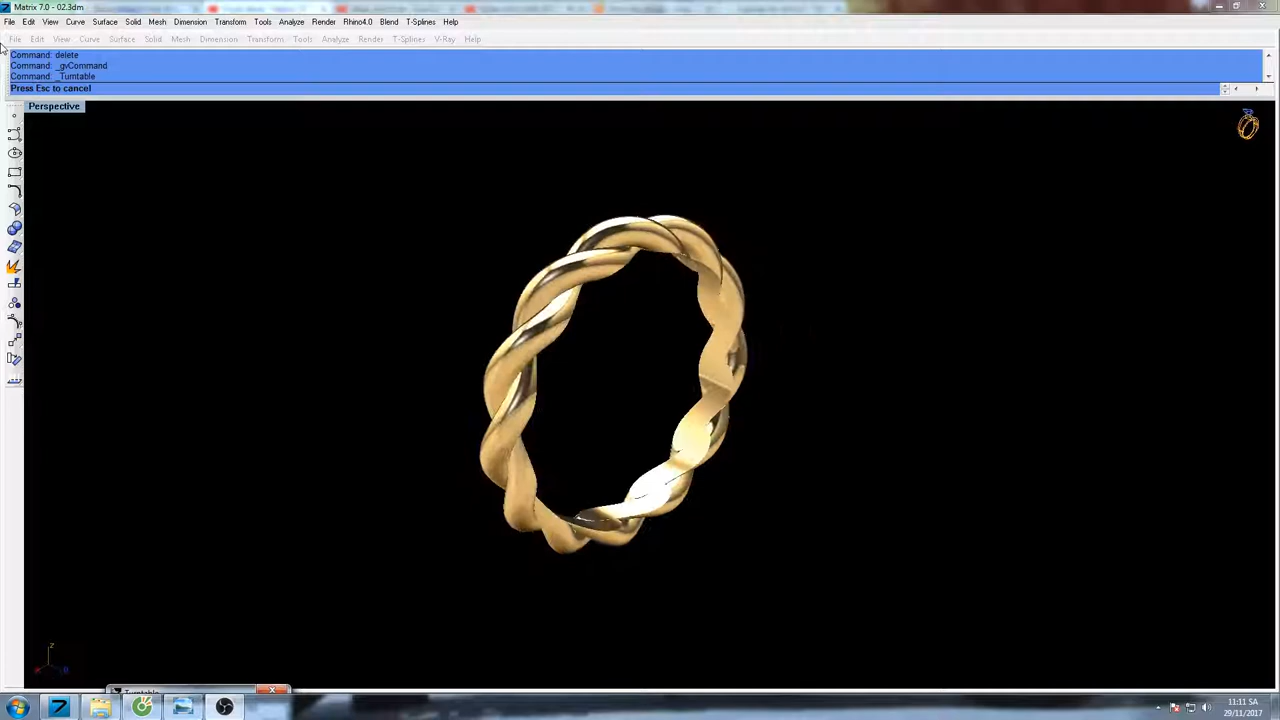 Matrix 7.0 - 02.3dm
File Edit View Curve Surface Solid Mesh Dimension Transform Tools Analyze Render Rhino4.0 Blend T-Splines Help
File Edit View Curve Surface Solid Mesh Dimension Transform Tools Analyze Render T-Splines V-Ray Help
Command: delete
Command: _gvCommand
Command: _Turntable
Press Esc to cancel
Perspective
z
Turntable
11:11 SA
29/11/2017